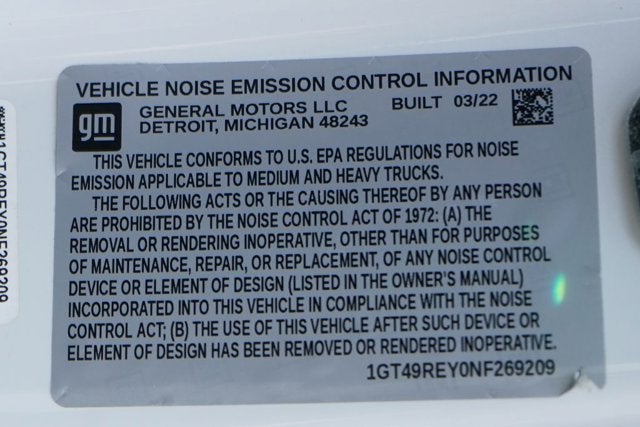 VEHICLE NOISE EMISSION CONTROL INFORMATION
gm
GENERAL MOTORS LLC BUILT 03/22
DETROIT, MICHIGAN 48243
THIS VEHICLE CONFORMS TO U.S. EPA REGULATIONS FOR NOISE
EMISSION APPLICABLE TO MEDIUM AND HEAVY TRUCKS.
THE FOLLOWING ACTS OR THE CAUSING THEREOF BY ANY PERSON
ARE PROHIBITED BY THE NOISE CONTROL ACT OF 1972: (A) THE
REMOVAL OR RENDERING INOPERATIVE, OTHER THAN FOR PURPOSES
OF MAINTENANCE, REPAIR, OR REPLACEMENT, OF ANY NOISE CONTROL
DEVICE OR ELEMENT OF DESIGN (LISTED IN THE OWNER'S MANUAL)
INCORPORATED INTO THIS VEHICLE IN COMPLIANCE WITH THE NOISE
CONTROL ACT; (B) THE USE OF THIS VEHICLE AFTER SUCH DEVICE OR
ELEMENT OF DESIGN HAS BEEN REMOVED OR RENDERED INOPERATIVE.
1GT49REY0NF269209
1GT49REY0NF269209